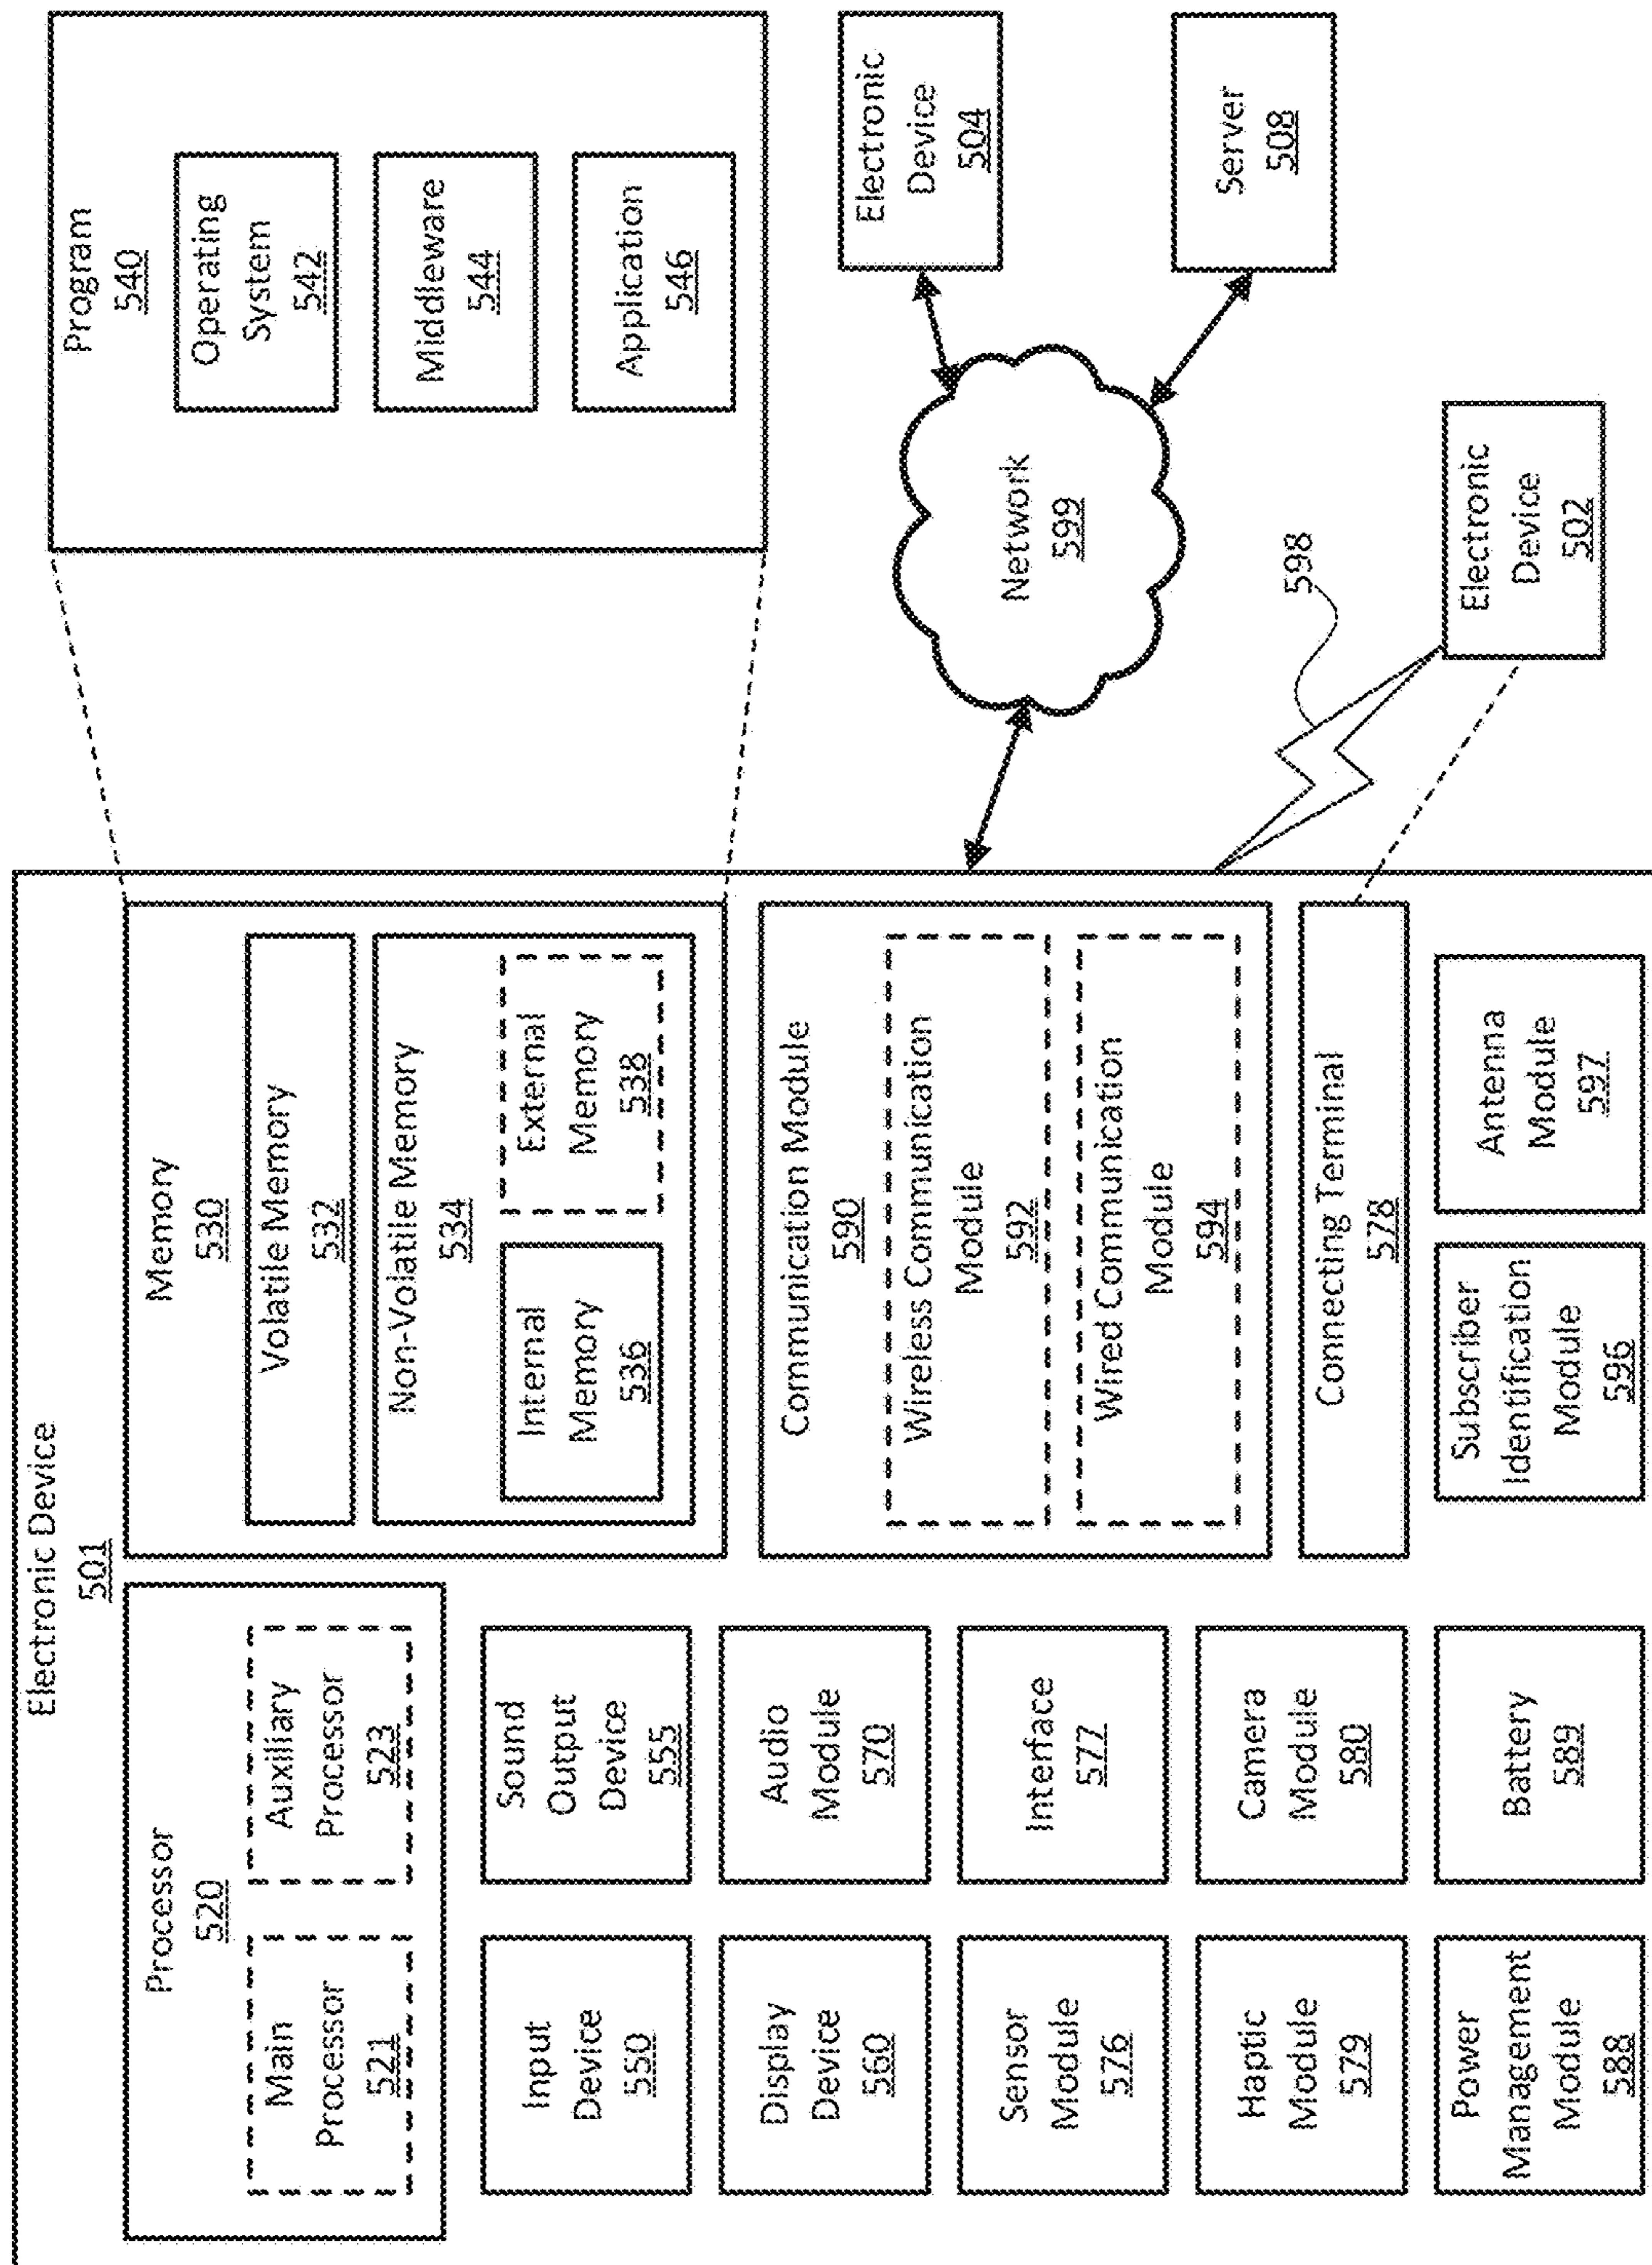 Electronic Device
501
Processor
520
Main
Processor
521
Auxiliary
Processor
523
Input
Device
550
Sound
Output
Device
555
Display
Device
560
Audio
Module
570
Sensor
Module
576
Interface
577
Haptic
Module
579
Camera
Module
580
Power
Management
Module
588
Battery
589
Memory
530
Volatile Memory
532
Non-Volatile Memory
534
Internal
Memory
536
External
Memory
538
Communication Module
590
Wireless Communication
Module
592
Wired Communication
Module
594
Connecting Terminal
578
Subscriber
Identification
Module
596
Antenna
Module
597
Program
540
Operating
System
542
Middleware
544
Application
546
Network
599
Electronic
Device
504
Server
508
598
Electronic
Device
502